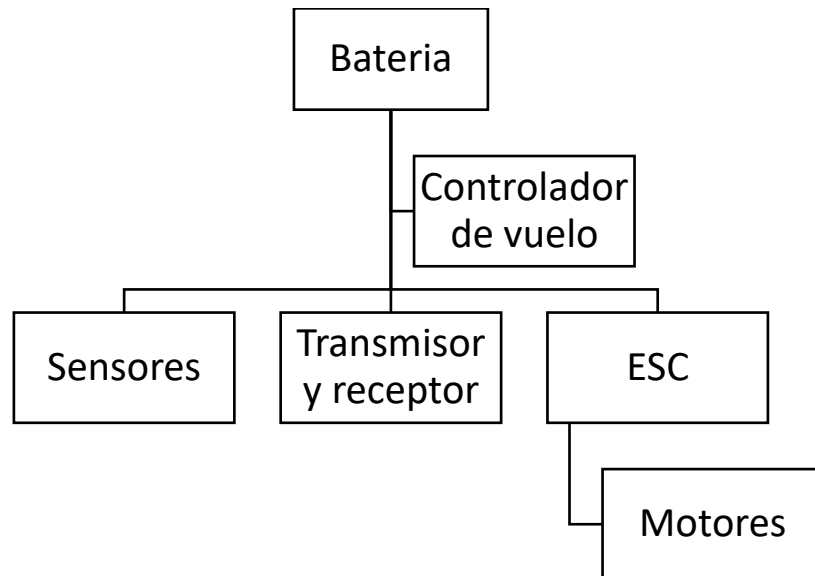 Bateria
Controlador
de vuelo
Sensores
Transmisor
y receptor
ESC
Motores